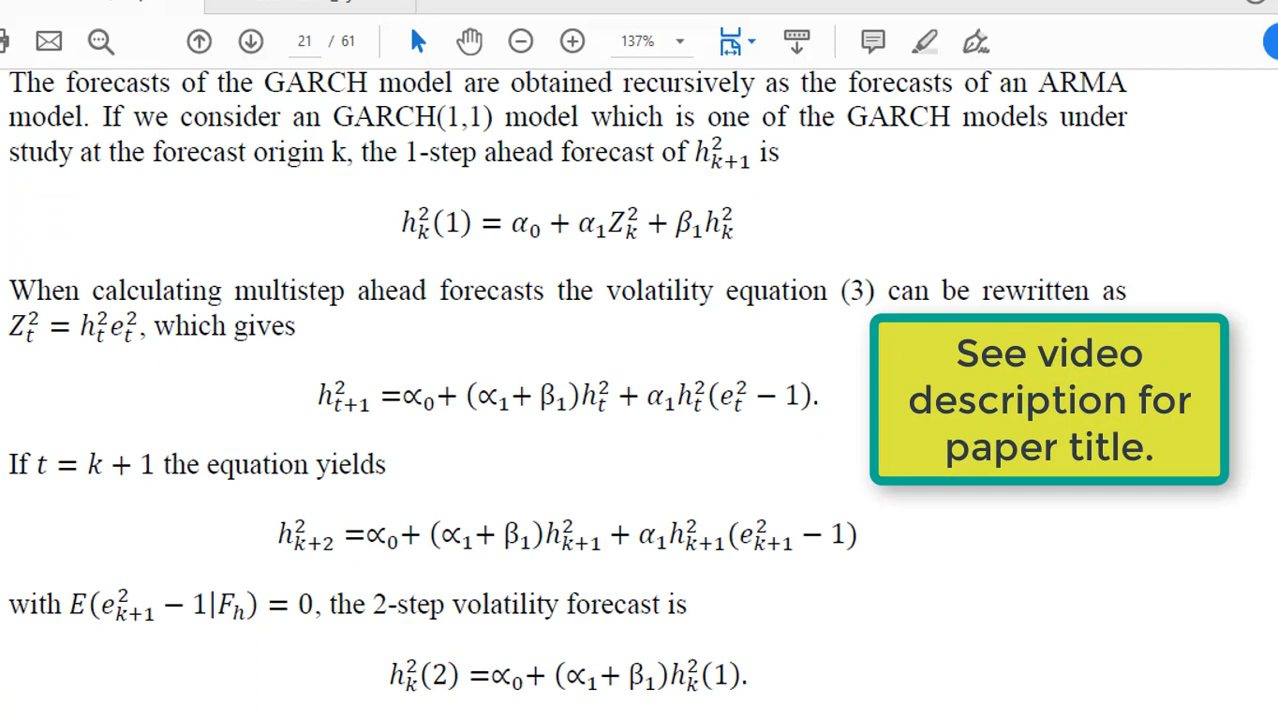 21 / 61
137%
The forecasts of the GARCH model are obtained recursively as the forecasts of an ARMA
model. If we consider an GARCH(1,1) model which is one of the GARCH models under
study at the forecast origin k, the 1-step ahead forecast of h²ₖ₊₁ is
h²ₖ(1) = α₀ + α₁Z²ₖ + β₁h²ₖ
When calculating multistep ahead forecasts the volatility equation (3) can be rewritten as
Z²ₜ = h²ₜe²ₜ, which gives
h²ₜ₊₁ =∝₀+ (∝₁+ β₁)h²ₜ + α₁h²ₜ(e²ₜ − 1).
See video
description for
paper title.
If t = k + 1 the equation yields
h²ₖ₊₂ =∝₀+ (∝₁+ β₁)h²ₖ₊₁ + α₁h²ₖ₊₁(e²ₖ₊₁ − 1)
with E(e²ₖ₊₁ − 1|Fₕ) = 0, the 2-step volatility forecast is
h²ₖ(2) =∝₀+ (∝₁+ β₁)h²ₖ(1).